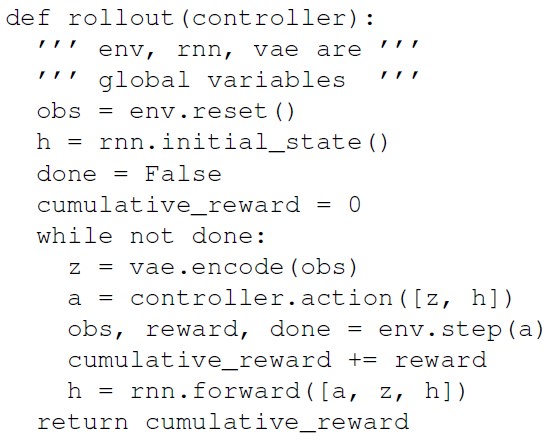 def rollout(controller):
  ''' env, rnn, vae are '''
  ''' global variables  '''
  obs = env.reset()
  h = rnn.initial_state()
  done = False
  cumulative_reward = 0
  while not done:
    z = vae.encode(obs)
    a = controller.action([z, h])
    obs, reward, done = env.step(a)
    cumulative_reward += reward
    h = rnn.forward([a, z, h])
  return cumulative_reward